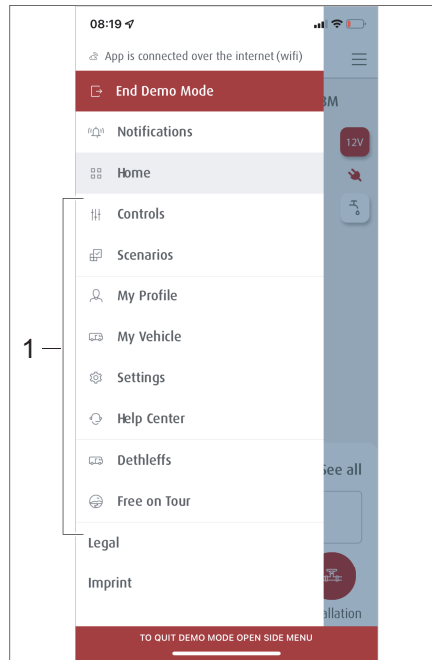 08:19
App is connected over the internet (wifi)
End Demo Mode
3M
Notifications
12V
Home
Controls
Scenarios
My Profile
1
My Vehicle
Settings
Help Center
Dethleffs
See all
Free on Tour
Legal
Imprint
allation
TO QUIT DEMO MODE OPEN SIDE MENU